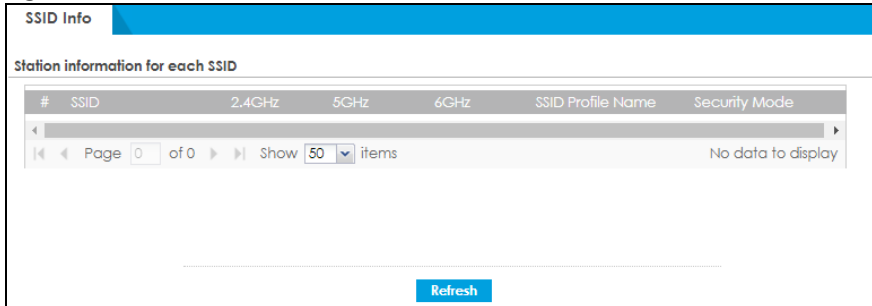 SSID Info
Station information for each SSID
# SSID 2.4GHz 5GHz 6GHz SSID Profile Name Security Mode
Page 0 of 0 Show 50 items No data to display
Refresh